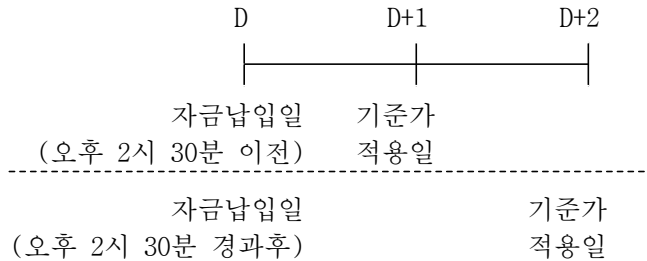 D D+1 D+2
자금납입일 기준가
(오후 2시 30분 이전) 적용일
자금납입일 기준가
(오후 2시 30분 경과후) 적용일